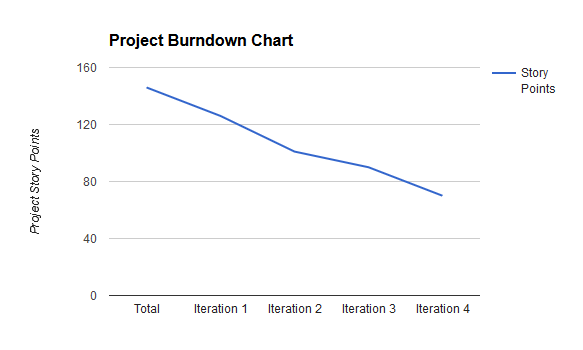 Project Burndown Chart
Project Story Points
160
120
80
40
0
Total
Iteration 1
Iteration 2
Iteration 3
Iteration 4
Story
Points